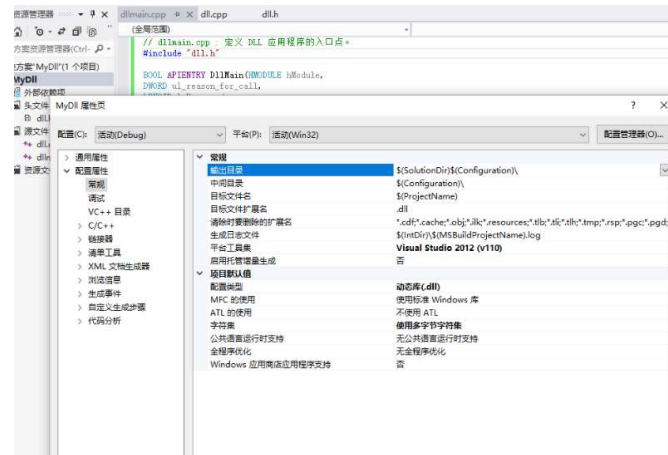 资源管理器
dllmain.cpp
dll.cpp
dll.h
(全局范围)
方案资源管理器(Ctrl-
// dllmain.cpp : 定义 DLL 应用程序的入口点。
#include "dll.h"
方案"MyDll"(1 个项目)
MyDll
BOOL APIENTRY DllMain(HMODULE hModule,
DWORD ul_reason_for_call,
外部依赖项
头文件
源文件
资源文
MyDll 属性页
? X
配置(C): 活动(Debug)
平台(P): 活动(Win32)
配置管理器(O)...
通用属性
配置属性
常规
调试
VC++ 目录
C/C++
链接器
清单工具
XML 文档生成器
浏览信息
生成事件
自定义生成步骤
代码分析
常规
输出目录 $(SolutionDir)$(Configuration)\
中间目录 $(Configuration)\
目标文件名 $(ProjectName)
目标文件扩展名 .dll
清除时要删除的扩展名 *.cdf;*.cache;*.obj;*.ilk;*.resources;*.tlb;*.tli;*.tlh;*.tmp;*.rsp;*.pgc;*.pgd;
生成日志文件 $(IntDir)\$(MSBuildProjectName).log
平台工具集 Visual Studio 2012 (v110)
启用托管增量生成 否
项目默认值
配置类型 动态库(.dll)
MFC 的使用 使用标准 Windows 库
ATL 的使用 不使用 ATL
字符集 使用多字节字符集
公共语言运行时支持 无公共语言运行时支持
全程序优化 无全程序优化
Windows 应用商店应用程序支持 否